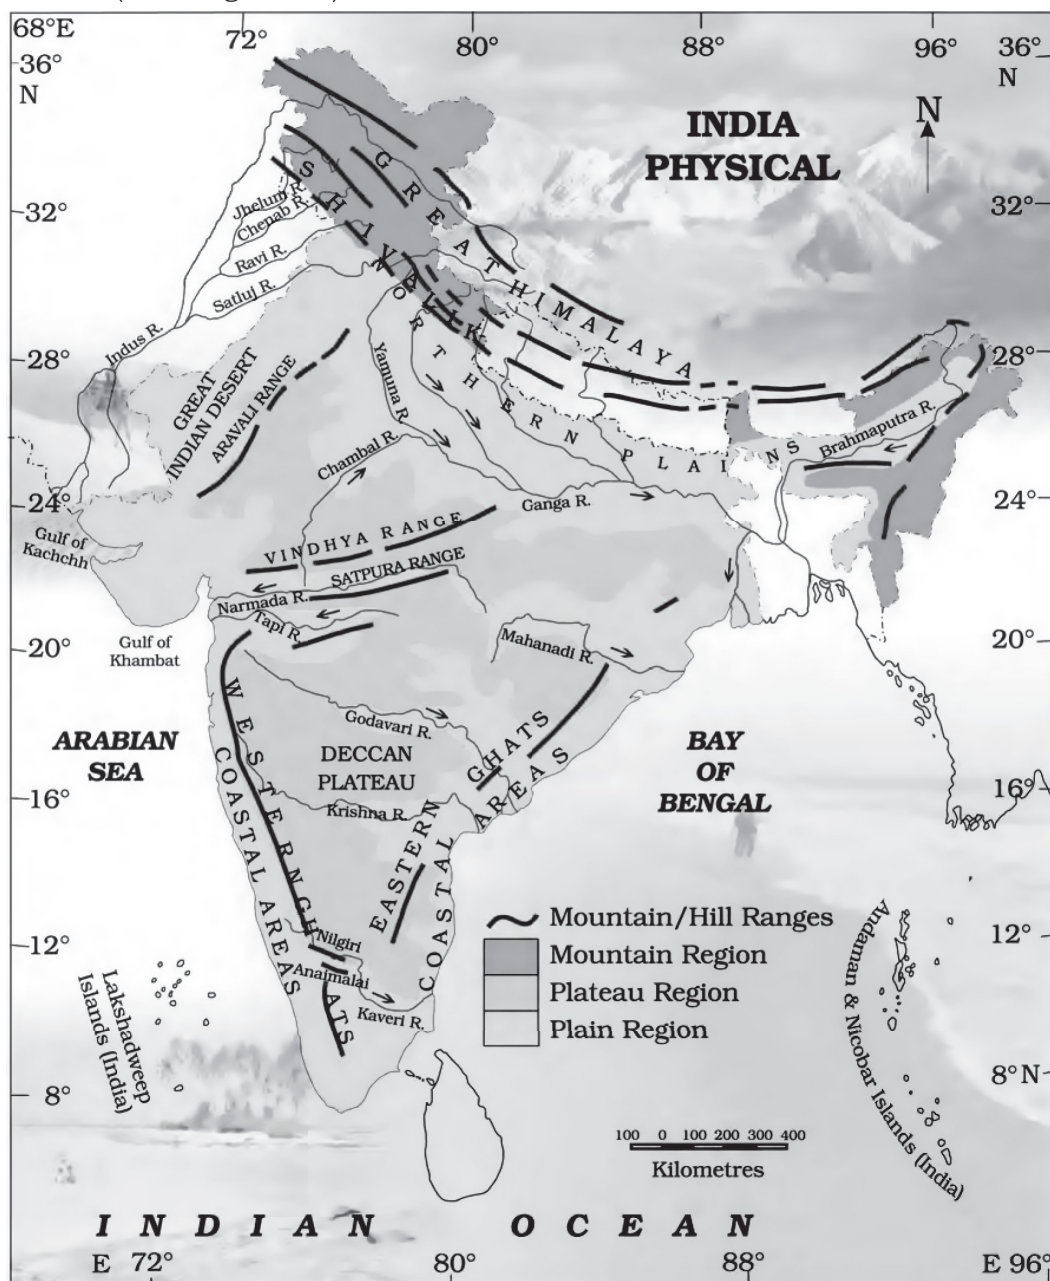 68°E
72°
80°
88°
96°
36°
N
36°
N
INDIA
PHYSICAL
N
GREAT HIMALAYA
SHIVALIK
Jhelum R.
Chenab R.
Ravi R.
Satluj R.
32°
32°
Indus R.
NORTHERN PLAINS
28°
28°
GREAT
INDIAN DESERT
ARAVALI RANGE
Yamuna R.
Chambal R.
Brahmaputra R.
Ganga R.
24°
24°
Gulf of
Kachchh
VINDHYA RANGE
SATPURA RANGE
Narmada R.
Tapi R.
Gulf of
Khambat
20°
20°
Mahanadi R.
WESTERN GHATS
COASTAL AREAS
Godavari R.
DECCAN
PLATEAU
Krishna R.
EASTERN GHATS
COASTAL AREAS
ARABIAN
SEA
BAY
OF
BENGAL
16°
16°
Mountain/Hill Ranges
Mountain Region
Plateau Region
Plain Region
12°
12°
Nilgiri
Anaimalai
Kaveri R.
Lakshadweep
Islands (India)
Andaman & Nicobar Islands (India)
8°
8° N
100 0 100 200 300 400
Kilometres
INDIAN OCEAN
E 72°
80°
88°
E 96°